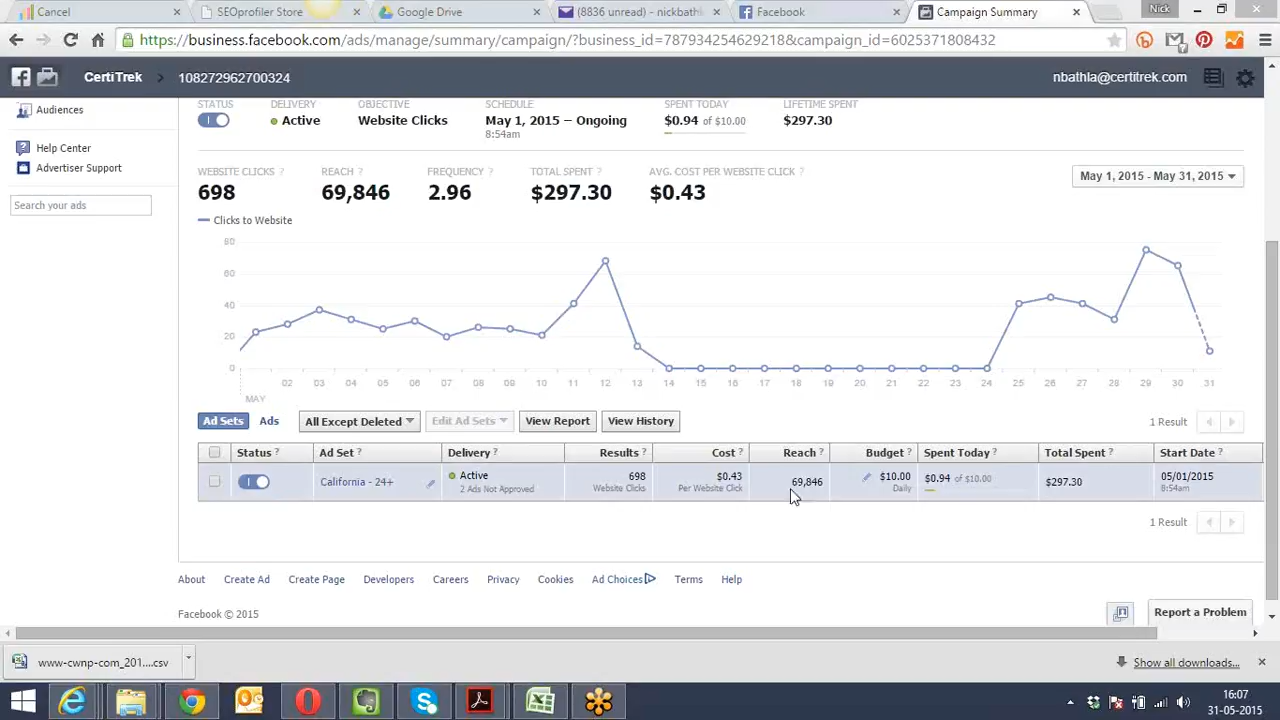 Cancel
SEOprofiler Store
Google Drive
(8836 unread) - nickbathl
Facebook
Campaign Summary
Nick
https://business.facebook.com/ads/manage/summary/campaign/?business_id=787934254629218&campaign_id=6025371808432
CertiTrek
108272962700324
nbathla@certitrek.com
Audiences
Help Center
Advertiser Support
Search your ads
STATUS DELIVERY OBJECTIVE SCHEDULE SPENT TODAY LIFETIME SPENT
Active Website Clicks May 1, 2015 – Ongoing $0.94 of $10.00 $297.30
8:54am
WEBSITE CLICKS ? REACH ? FREQUENCY ? TOTAL SPENT ? AVG. COST PER WEBSITE CLICK ?
698 69,846 2.96 $297.30 $0.43
May 1, 2015 - May 31, 2015
Clicks to Website
80
60
40
20
0
02 03 04 05 06 07 08 09 10 11 12 13 14 15 16 17 18 19 20 21 22 23 24 25 26 27 28 29 30 31
MAY
Ad Sets Ads All Except Deleted Edit Ad Sets View Report View History 1 Result
Status ? Ad Set ? Delivery ? Results ? Cost ? Reach ? Budget ? Spent Today ? Total Spent ? Start Date ?
California - 24+ Active 698 $0.43 69,846 $10.00 $0.94 of $10.00 $297.30 05/01/2015
2 Ads Not Approved Website Clicks Per Website Click Daily 8:54am
1 Result
About Create Ad Create Page Developers Careers Privacy Cookies Ad Choices Terms Help
Facebook © 2015
Report a Problem
www-cwnp-com_201....csv
Show all downloads...
16:07
31-05-2015